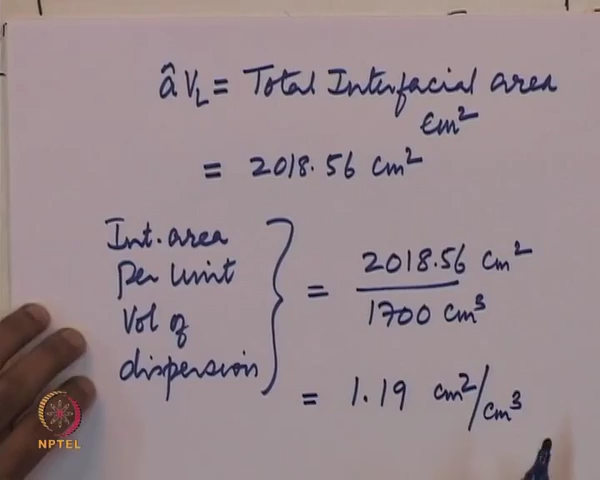 â V_L = Total Interfacial area
cm²
= 2018.56 cm²
Int. area
Per Unit
Vol of
dispersion
= 2018.56 cm² / 1700 cm³
= 1.19 cm²/cm³
NPTEL